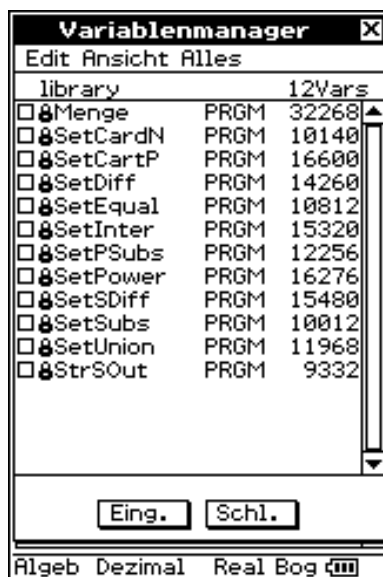 Variablenmanager
Edit Ansicht Alles
library 12Vars
Menge PRGM 32268
SetCardN PRGM 10140
SetCartP PRGM 16600
SetDiff PRGM 14260
SetEqual PRGM 10812
SetInter PRGM 15320
SetPSubs PRGM 12256
SetPower PRGM 16276
SetSDiff PRGM 15480
SetSubs PRGM 10012
SetUnion PRGM 11968
StrSOut PRGM 9332
Eing. Schl.
Algeb Dezimal Real Bog